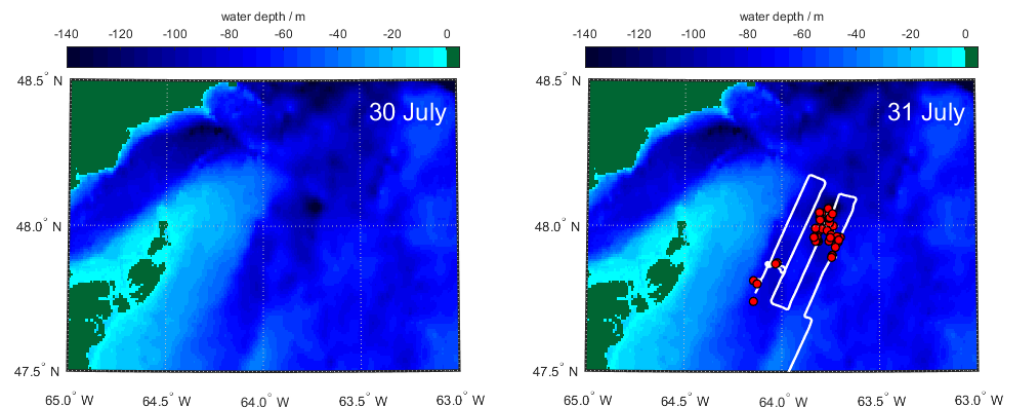 water depth / m
-140 -120 -100 -80 -60 -40 -20 0
48.5° N
30 July
48.0° N
47.5° N
65.0° W 64.5° W 64.0° W 63.5° W 63.0° W
water depth / m
-140 -120 -100 -80 -60 -40 -20 0
48.5° N
31 July
48.0° N
47.5° N
65.0° W 64.5° W 64.0° W 63.5° W 63.0° W